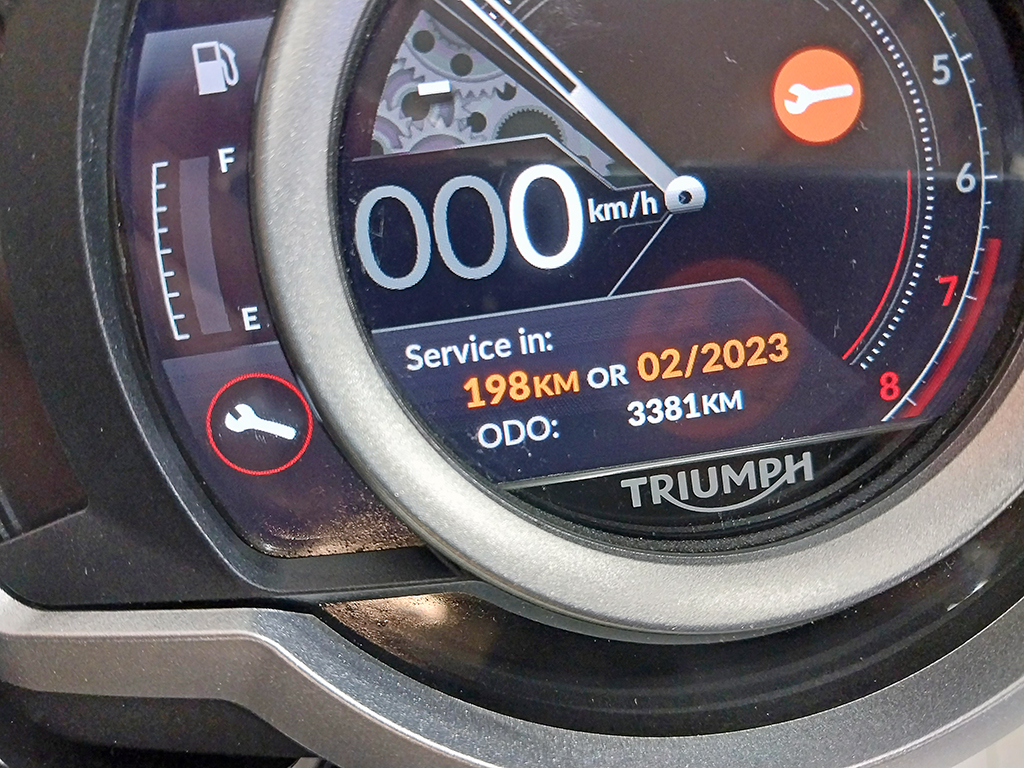 F
E
5
6
7
8
000 km/h
Service in:
198KM OR 02/2023
ODO: 3381KM
TRIUMPH